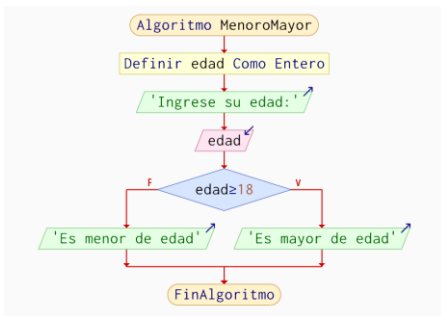 Algoritmo MenoroMayor
Definir edad Como Entero
'Ingrese su edad:'
edad
F
edad≥18
V
'Es menor de edad'
'Es mayor de edad'
FinAlgoritmo